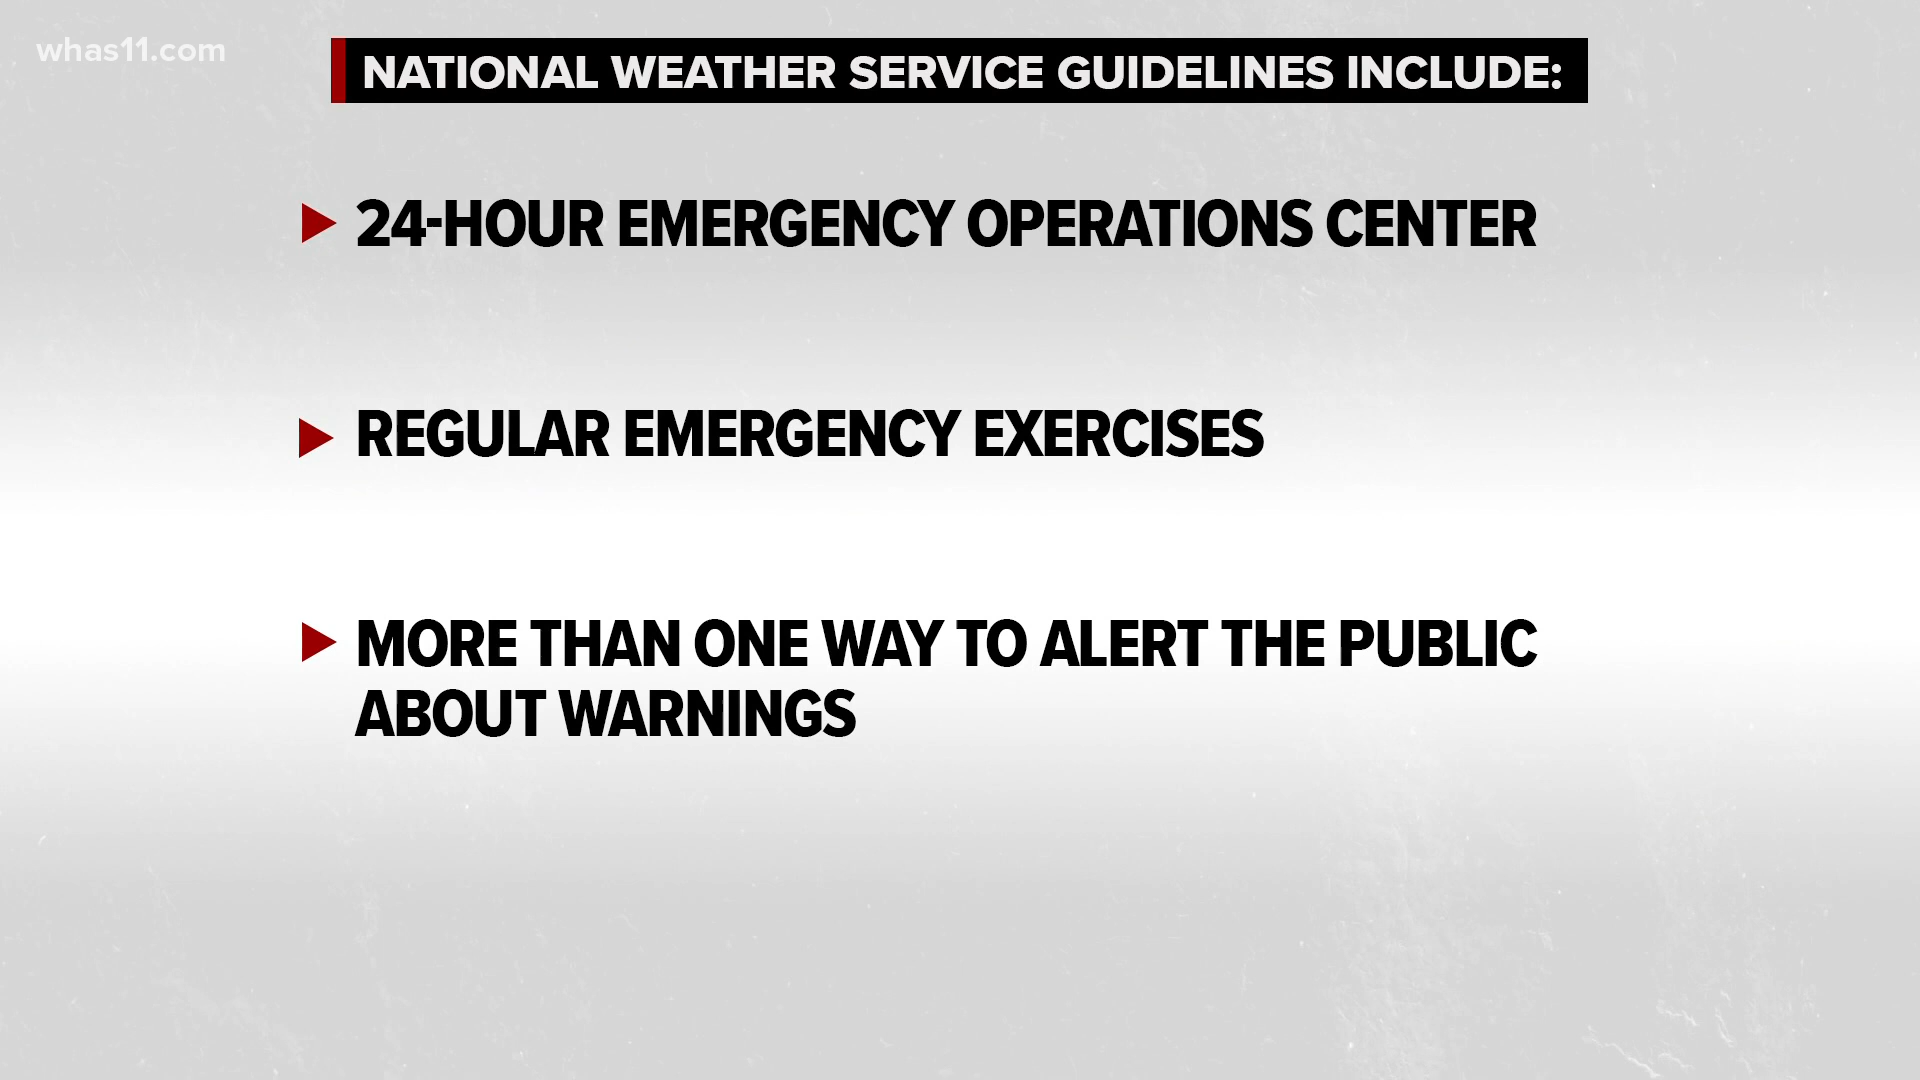 whas11.com
NATIONAL WEATHER SERVICE GUIDELINES INCLUDE:
24-HOUR EMERGENCY OPERATIONS CENTER
REGULAR EMERGENCY EXERCISES
MORE THAN ONE WAY TO ALERT THE PUBLIC
ABOUT WARNINGS